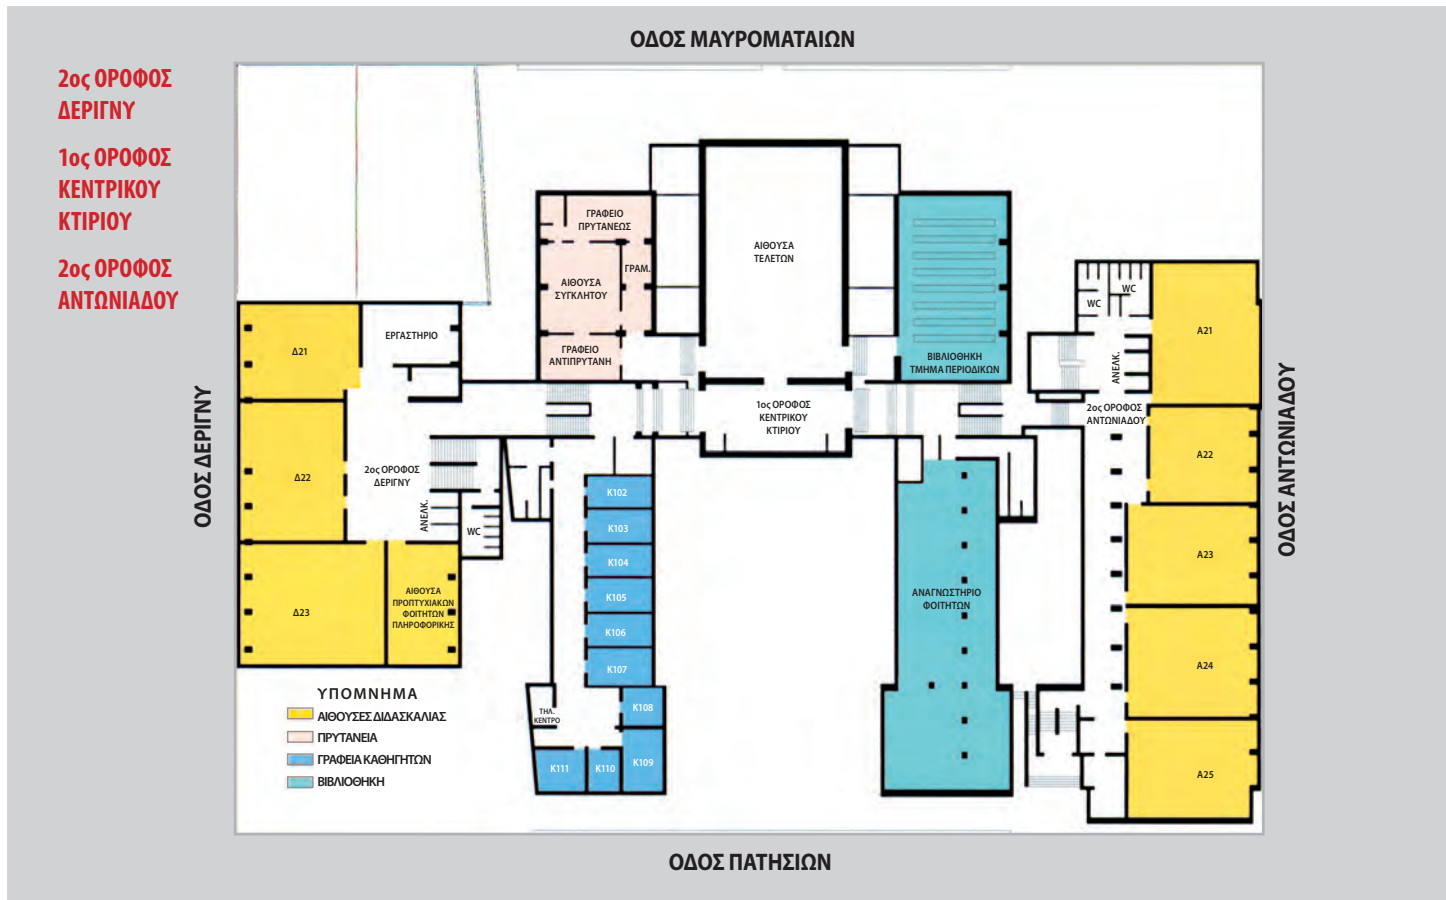 ΟΔΟΣ ΜΑΥΡΟΜΑΤΑΙΩΝ
2ος ΟΡΟΦΟΣ
ΔΕΡΙΓΝΥ
1ος ΟΡΟΦΟΣ
ΚΕΝΤΡΙΚΟΥ
ΚΤΙΡΙΟΥ
2ος ΟΡΟΦΟΣ
ΑΝΤΩΝΙΑΔΟΥ
ΓΡΑΦΕΙΟ
ΠΡΥΤΑΝΕΩΣ
ΓΡΑΜ.
ΑΙΘΟΥΣΑ
ΣΥΓΚΛΗΤΟΥ
ΓΡΑΦΕΙΟ
ΑΝΤΙΠΡΥΤΑΝΗ
ΑΙΘΟΥΣΑ
ΤΕΛΕΤΩΝ
ΒΙΒΛΙΟΘΗΚΗ
ΤΜΗΜΑ ΠΕΡΙΟΔΙΚΩΝ
WC
WC
ΑΝΕΛΚ.
Α21
2ος ΟΡΟΦΟΣ
ΑΝΤΩΝΙΑΔΟΥ
Α22
Α23
Α24
Α25
ΕΡΓΑΣΤΗΡΙΟ
Δ21
Δ22
2ος ΟΡΟΦΟΣ
ΔΕΡΙΓΝΥ
ΑΝΕΛΚ.
WC
Δ23
ΑΙΘΟΥΣΑ
ΠΡΟΠΤΥΧΙΑΚΩΝ
ΦΟΙΤΗΤΩΝ
ΠΛΗΡΟΦΟΡΙΚΗΣ
1ος ΟΡΟΦΟΣ
ΚΕΝΤΡΙΚΟΥ
ΚΤΙΡΙΟΥ
Κ102
Κ103
Κ104
Κ105
Κ106
Κ107
Κ108
Κ109
Κ110
Κ111
ΤΗΛ.
ΚΕΝΤΡΟ
ΑΝΑΓΝΩΣΤΗΡΙΟ
ΦΟΙΤΗΤΩΝ
ΟΔΟΣ ΔΕΡΙΓΝΥ
ΟΔΟΣ ΑΝΤΩΝΙΑΔΟΥ
ΥΠΟΜΝΗΜΑ
ΑΙΘΟΥΣΕΣ ΔΙΔΑΣΚΑΛΙΑΣ
ΠΡΥΤΑΝΕΙΑ
ΓΡΑΦΕΙΑ ΚΑΘΗΓΗΤΩΝ
ΒΙΒΛΙΟΘΗΚΗ
ΟΔΟΣ ΠΑΤΗΣΙΩΝ